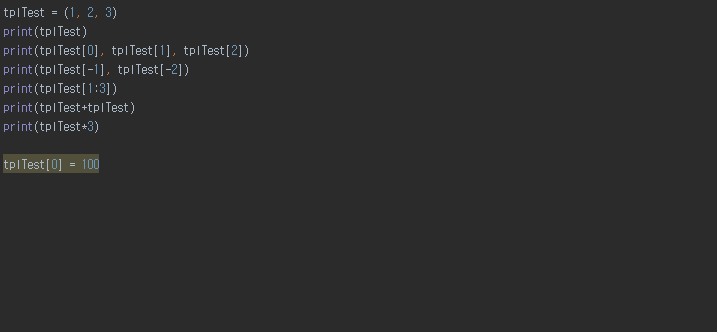 tplTest = (1, 2, 3)
print(tplTest)
print(tplTest[0], tplTest[1], tplTest[2])
print(tplTest[-1], tplTest[-2])
print(tplTest[1:3])
print(tplTest+tplTest)
print(tplTest*3)
tplTest[0] = 100